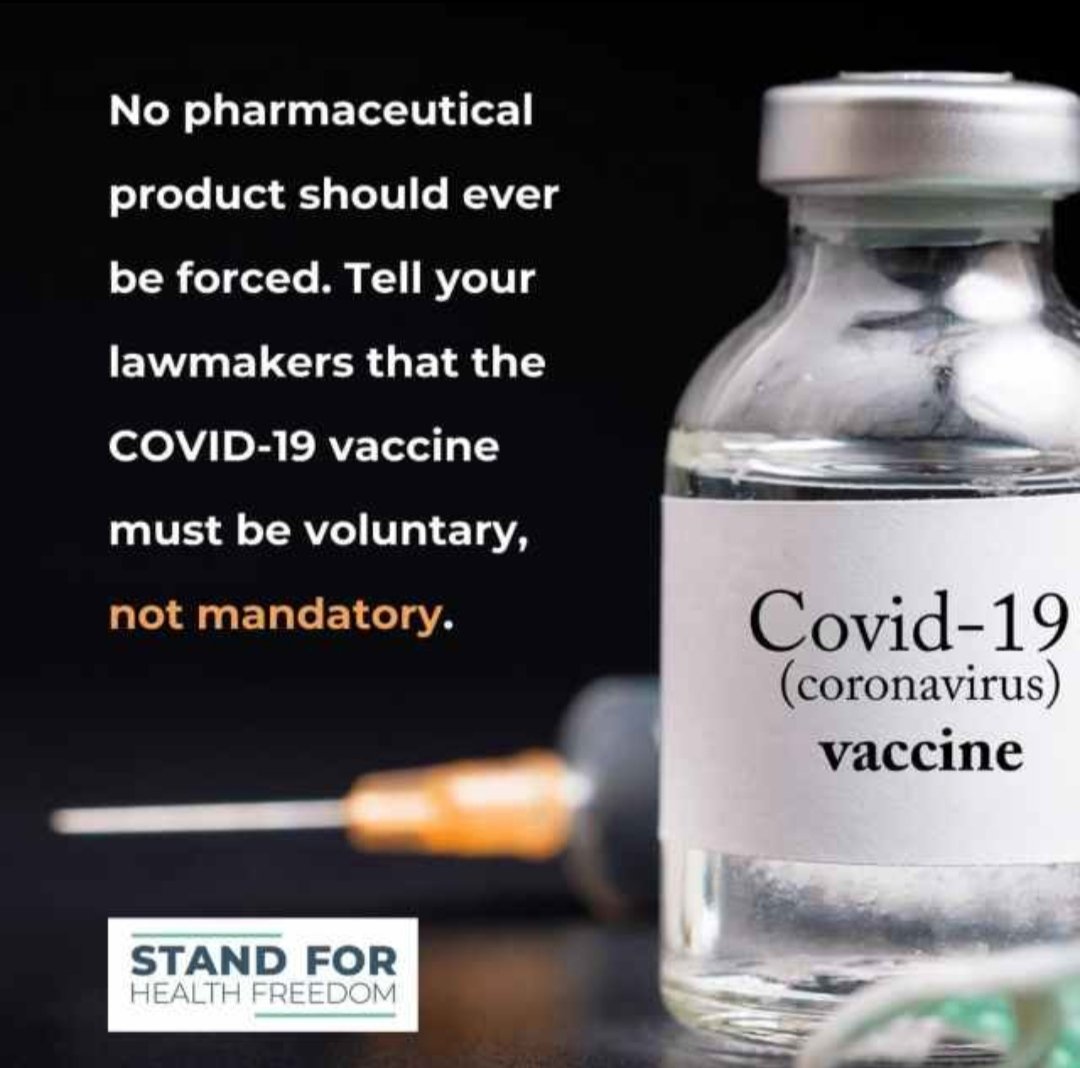 No pharmaceutical
product should ever
be forced. Tell your
lawmakers that the
COVID-19 vaccine
must be voluntary,
not mandatory.
Covid-19
(coronavirus)
vaccine
STAND FOR
HEALTH FREEDOM